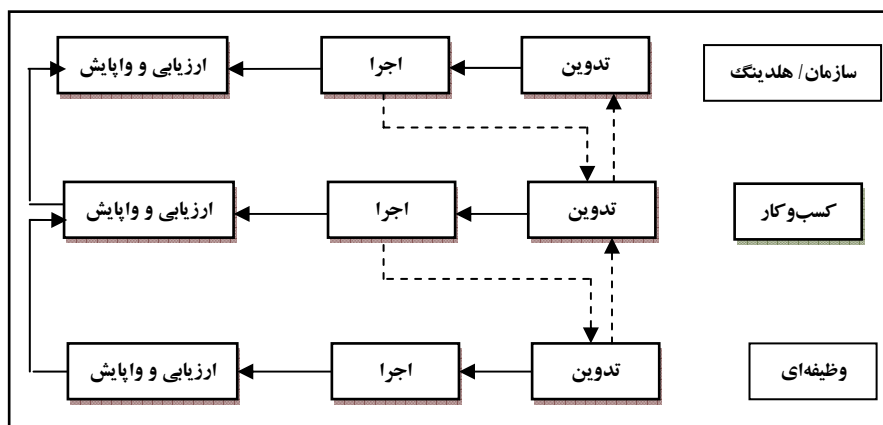 سازمان/ هلدینگ
تدوین
اجرا
ارزیابی و واپایش
کسب‌وکار
تدوین
اجرا
ارزیابی و واپایش
وظیفه‌ای
تدوین
اجرا
ارزیابی و واپایش